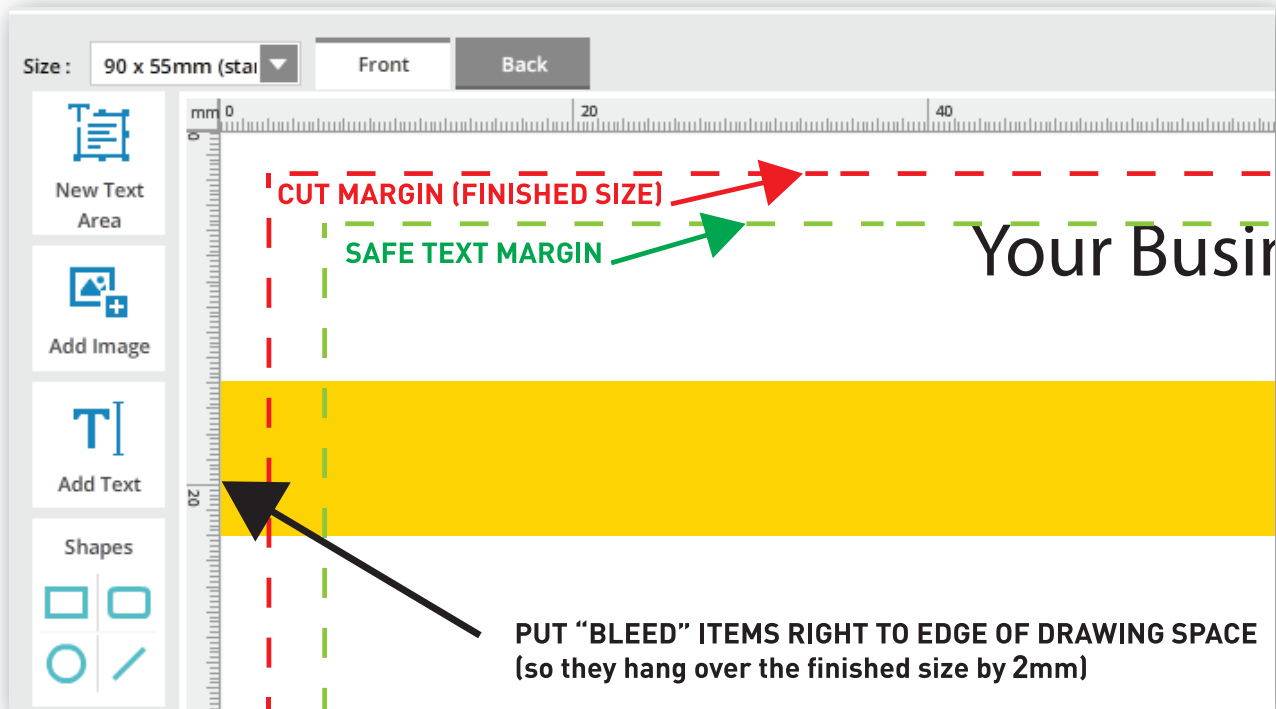 Size : 90 x 55mm (sta Front Back
mm 0 20 40
0
New Text
Area
CUT MARGIN (FINISHED SIZE)
SAFE TEXT MARGIN
Your Busin
Add Image
Add Text
20
Shapes
PUT “BLEED” ITEMS RIGHT TO EDGE OF DRAWING SPACE
(so they hang over the finished size by 2mm)